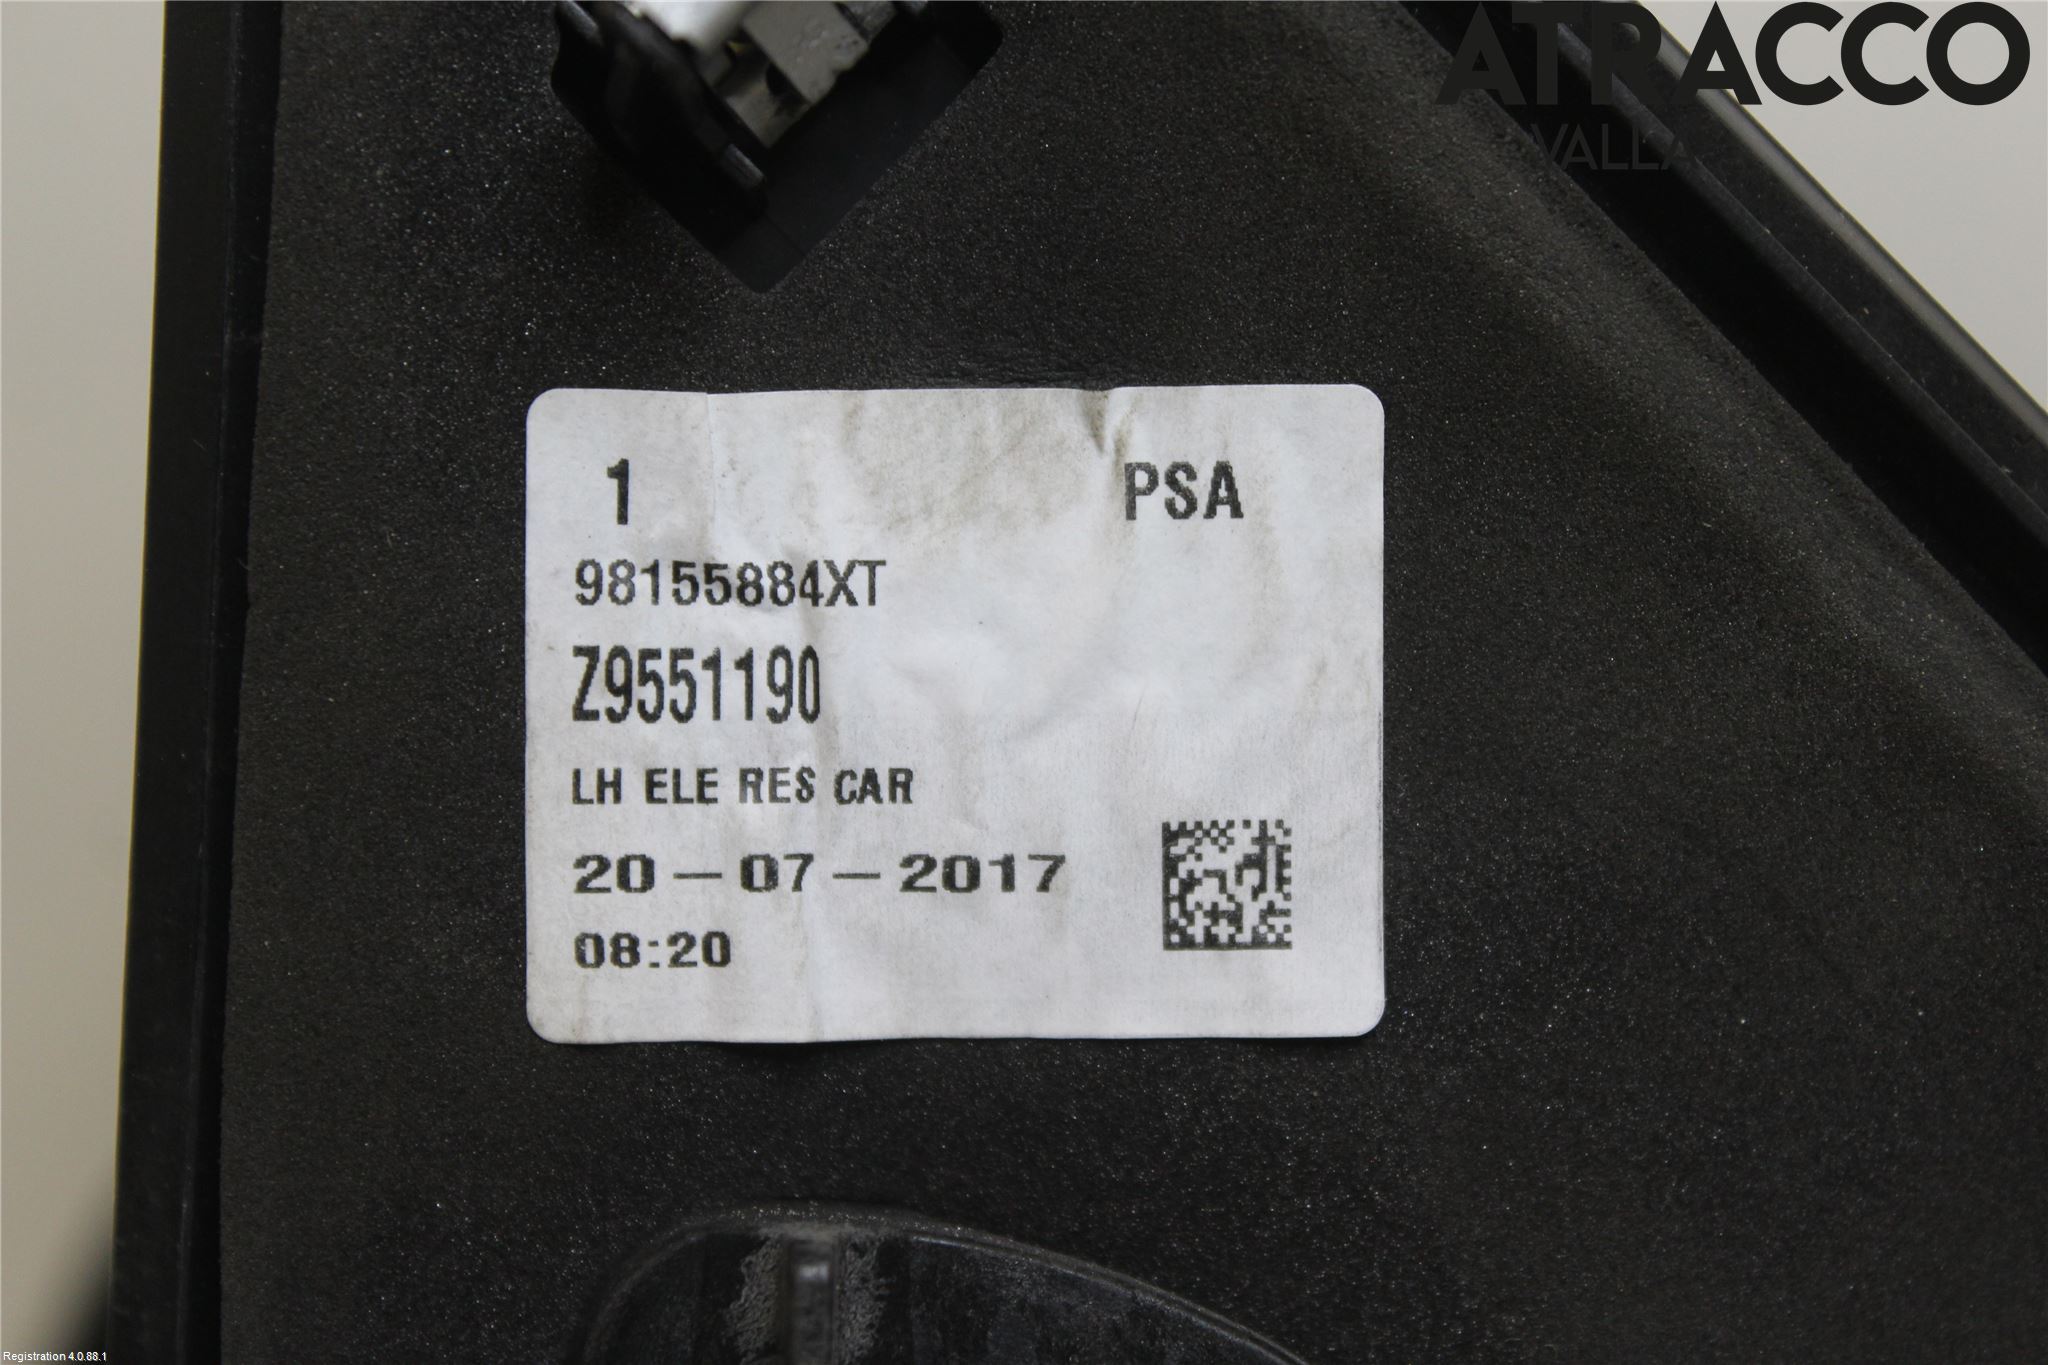 ATRACCO
VALLA
1 PSA
98155884XT
Z9551190
LH ELE RES CAR
20-07-2017
08:20
Registration 4.0.88.1